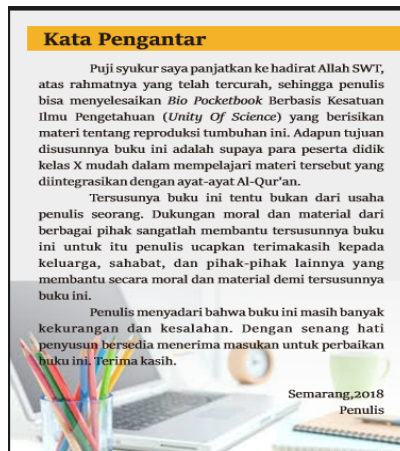 Kata Pengantar
Puji syukur saya panjatkan ke hadirat Allah SWT,
atas rahmatnya yang telah tercurah, sehingga penulis
bisa menyelesaikan Bio Pocketbook Berbasis Kesatuan
Ilmu Pengetahuan (Unity Of Science) yang berisikan
materi tentang reproduksi tumbuhan ini. Adapun tujuan
disusunnya buku ini adalah supaya para peserta didik
kelas X mudah dalam mempelajari materi tersebut yang
diintegrasikan dengan ayat-ayat Al-Qur'an.
Tersusunya buku ini tentu bukan dari usaha
penulis seorang. Dukungan moral dan material dari
berbagai pihak sangatlah membantu tersusunnya buku
ini untuk itu penulis ucapkan terimakasih kepada
keluarga, sahabat, dan pihak-pihak lainnya yang
membantu secara moral dan material demi tersusunnya
buku ini.
Penulis menyadari bahwa buku ini masih banyak
kekurangan dan kesalahan. Dengan senang hati
penyusun bersedia menerima masukan untuk perbaikan
buku ini. Terima kasih.
Semarang,2018
Penulis